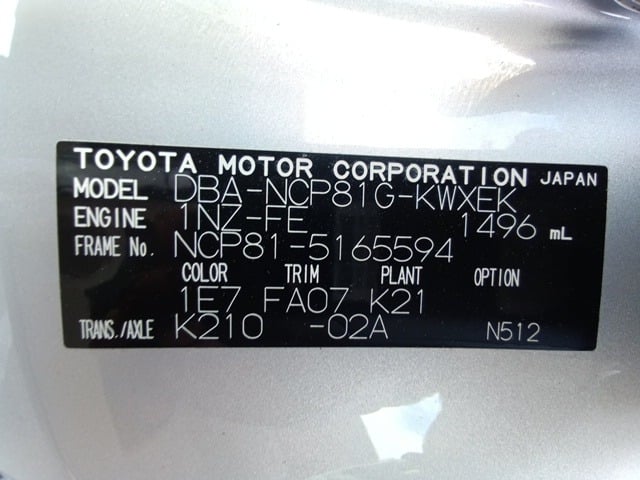 TOYOTA MOTOR CORPORATION JAPAN
MODEL DBA-NCP81G-KWXEK
ENGINE 1NZ-FE 1496 mL
FRAME No. NCP81-5165594
COLOR TRIM PLANT OPTION
1E7 FA07 K21
TRANS./AXLE K210 -02A N512